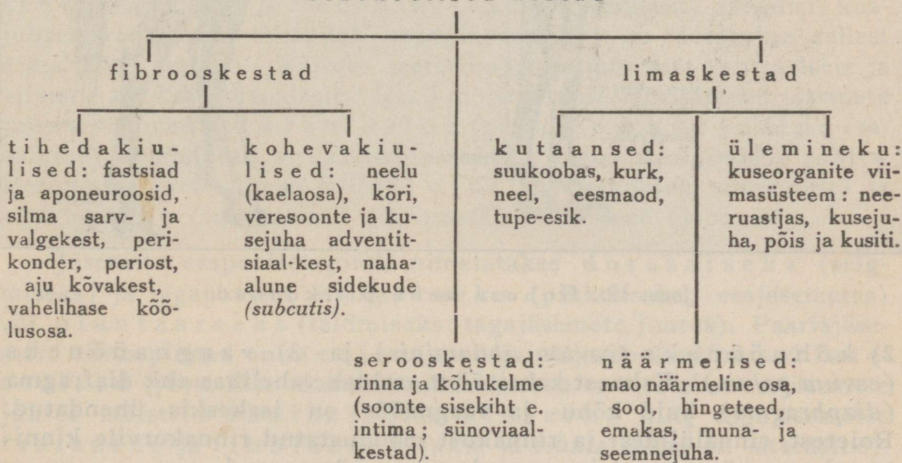 fibrooskestad
limaskestad
tihedakiu-
lised: fastsiad
ja aponeuroosid,
silma sarv- ja
valgekest, peri-
konder, periost,
aju kõvakest,
vahelihase kõõ-
lusosa.
kohevakiu-
lised: neelu
(kaelaosa), kõri,
veresoonte ja ku-
sejuha adventit-
siaal-kest, naha-
alune sidekude
(subcutis).
kutaansed:
suukoobas, kurk,
neel, eesmaod,
tupe-esik.
ülemineku:
kuseorganite vii-
masüsteem: nee-
ruastjas, kuseju-
ha, põis ja kusiti.
serooskestad:
rinna ja kõhukelme
(soonte sisekiht e.
intima; sünoviaal-
kestad).
näärmelised:
mao näärmeline osa,
sool, hingeteed,
emakas, muna- ja
seemnejuha.